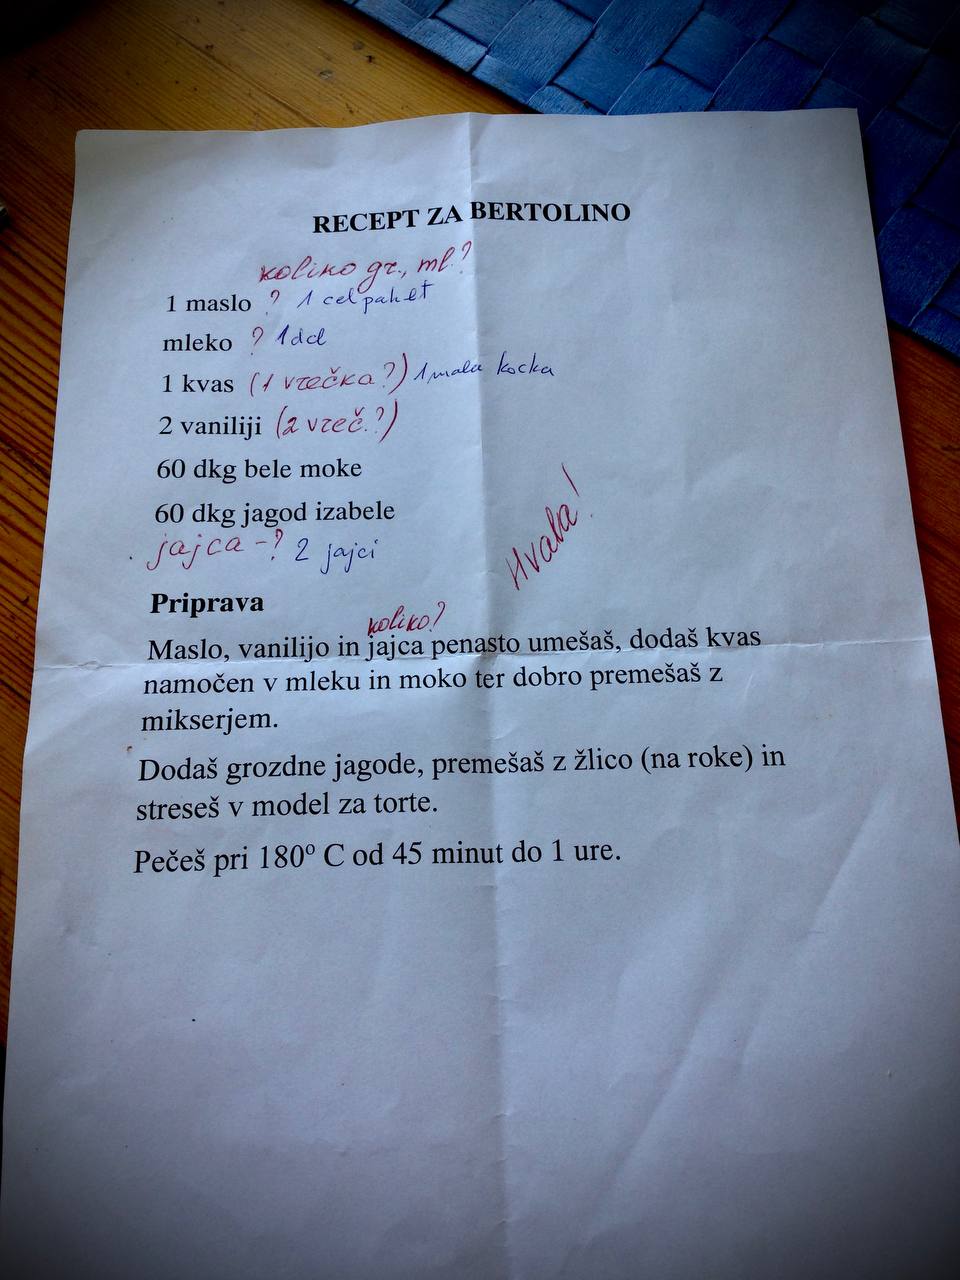 RECEPT ZA BERTOLINO
koliko gr., ml.?
1 maslo ? 1 cel paket
mleko ? 1 dcl
1 kvas (1 vrečka?) 1 mala kocka
2 vaniliji (2 vreč.?)
60 dkg bele moke
60 dkg jagod izabele
jajca - ? 2 jajci
Hvala!
Priprava
koliko?
Maslo, vanilijo in jajca penasto umešaš, dodaš kvas
namočen v mleku in moko ter dobro premešaš z
mikserjem.
Dodaš grozdne jagode, premešaš z žlico (na roke) in
streseš v model za torte.
Pečeš pri 180º C od 45 minut do 1 ure.